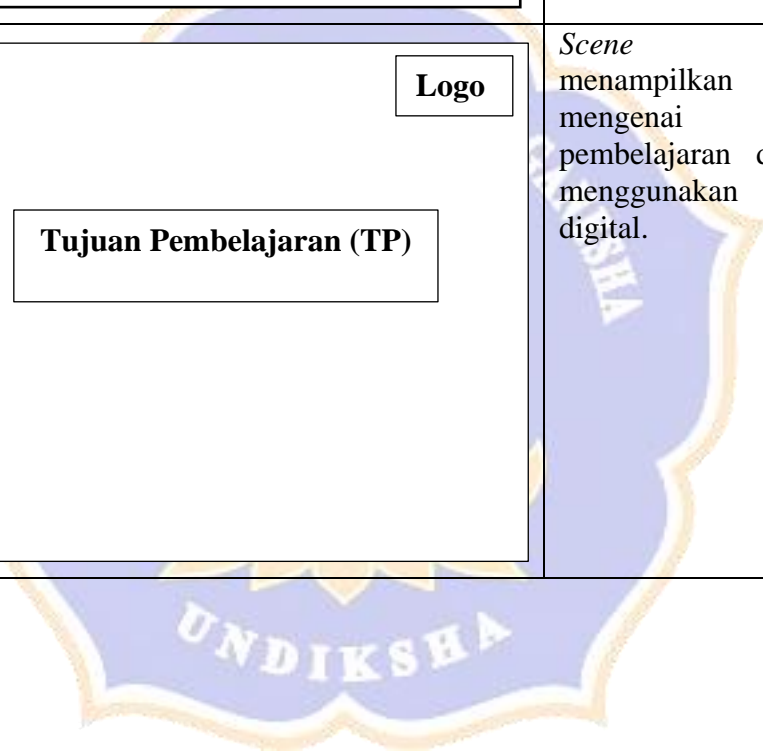 Logo
Tujuan Pembelajaran (TP)
Scene
menampilkan
mengenai
pembelajaran
menggunakan
digital.
UNDIKSHA